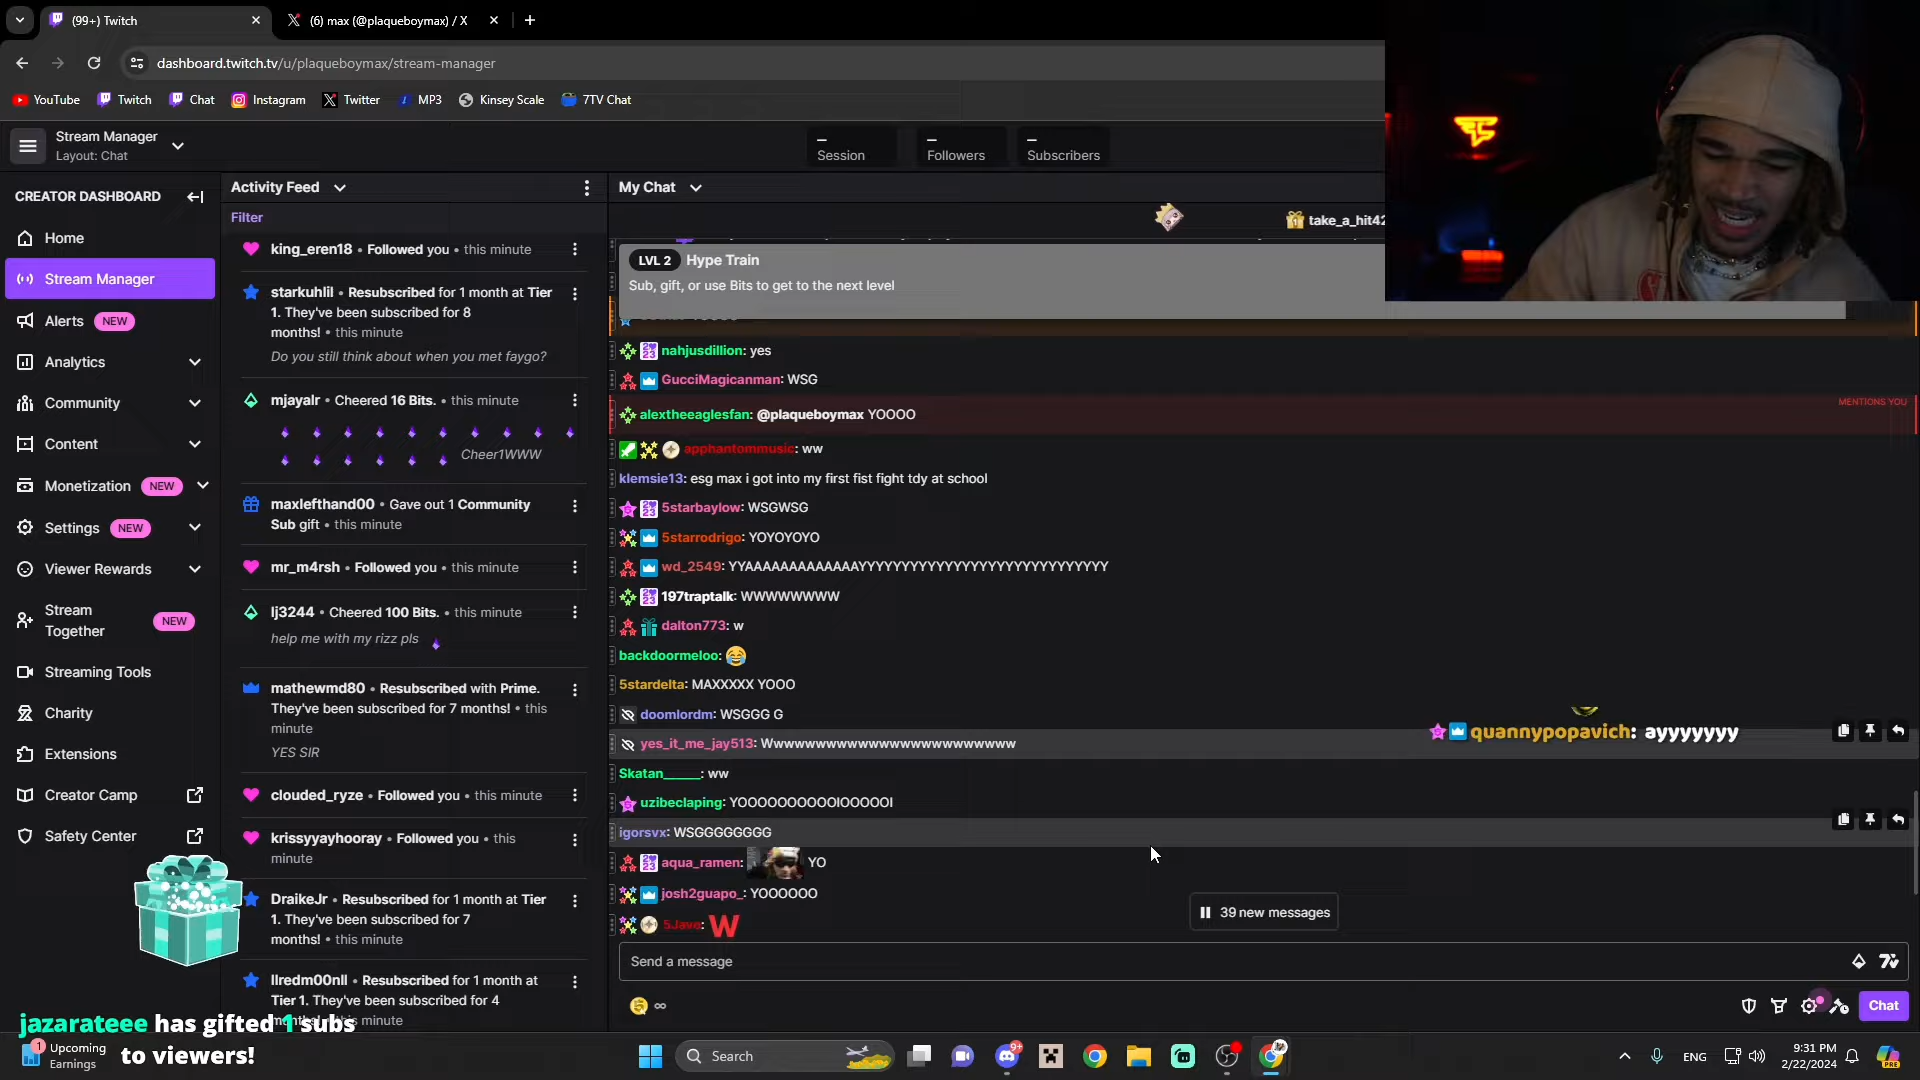 (99+) Twitch
(6) max (@plaqueboymax) / X
dashboard.twitch.tv/u/plaqueboymax/stream-manager
YouTube Twitch Chat Instagram Twitter MP3 Kinsey Scale 7TV Chat
Stream Manager
Layout: Chat
– Session
– Followers
– Subscribers
CREATOR DASHBOARD
Home
Stream Manager
Alerts NEW
Analytics
Community
Content
Monetization NEW
Settings NEW
Viewer Rewards
Stream Together NEW
Streaming Tools
Charity
Extensions
Creator Camp
Safety Center
Activity Feed
Filter
king_eren18 • Followed you • this minute
starkuhlil • Resubscribed for 1 month at Tier
1. They've been subscribed for 8
months! • this minute
Do you still think about when you met faygo?
mjayalr • Cheered 16 Bits. • this minute
Cheer1WWW
maxlefthand00 • Gave out 1 Community
Sub gift • this minute
mr_m4rsh • Followed you • this minute
lj3244 • Cheered 100 Bits. • this minute
help me with my rizz pls
mathewmd80 • Resubscribed with Prime.
They've been subscribed for 7 months! • this
minute
YES SIR
clouded_ryze • Followed you • this minute
krissyyayhooray • Followed you • this
minute
DraikeJr • Resubscribed for 1 month at Tier
1. They've been subscribed for 7
months! • this minute
llredm00nll • Resubscribed for 1 month at
Tier 1. They've been subscribed for 4
this minute
My Chat
take_a_hit42
LVL 2 Hype Train
Sub, gift, or use Bits to get to the next level
nahjusdillion: yes
GucciMagicanman: WSG
MENTIONS YOU
alextheeaglesfan: @plaqueboymax YOOOO
apphantommusic: ww
klemsie13: esg max i got into my first fist fight tdy at school
5starbaylow: WSGWSG
5starrodrigo: YOYOYOYO
wd_2549: YYAAAAAAAAAAAAAYYYYYYYYYYYYYYYYYYYYYYYYYYYYY
197traptalk: WWWWWWWW
dalton773: w
backdoormeloo:
5stardelta: MAXXXXX YOOO
doomlordm: WSGGG G
yes_it_me_jay513: Wwwwwwwwwwwwwwwwwwwwwwwww
quannypopavich: ayyyyyyy
Skatan_____: ww
uzibeclaping: YOOOOOOOOOOIOOOOOI
igorsvx: WSGGGGGGGG
aqua_ramen: YO
josh2guapo_: YOOOOOO
5Jave: W
39 new messages
Send a message
Chat
jazarateee has gifted 1 subs
to viewers!
1 Upcoming
Earnings
Search
9+
ENG
9:31 PM
2/22/2024
PRE